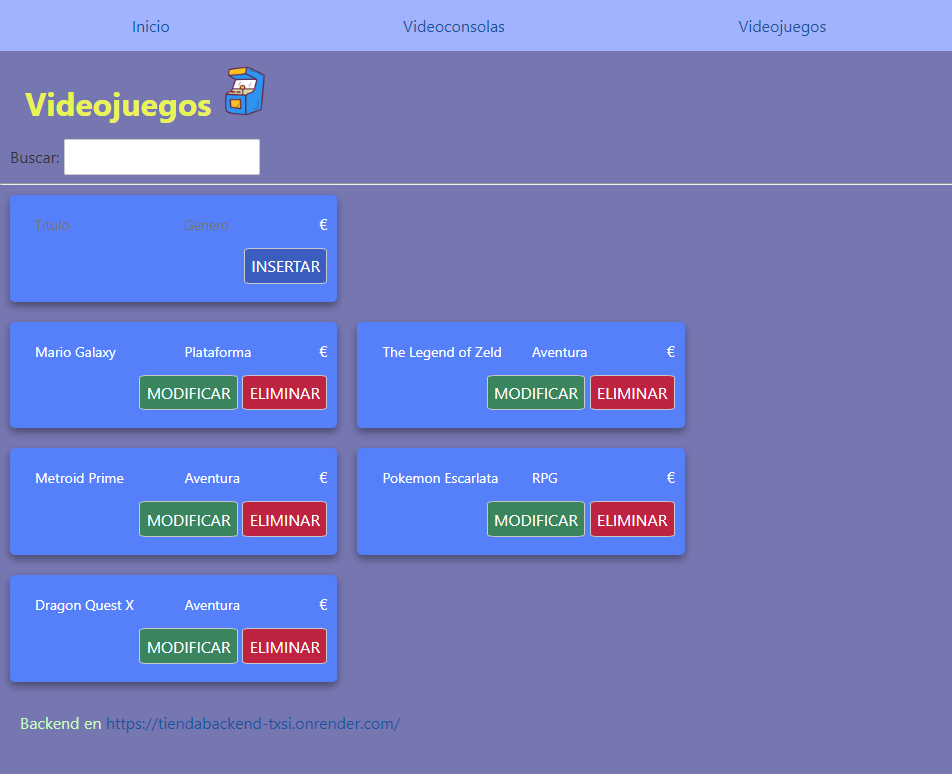 Inicio Videoconsolas Videojuegos
Videojuegos
Buscar:
Titulo Genero €
INSERTAR
Mario Galaxy Plataforma €
MODIFICAR ELIMINAR
The Legend of Zeld Aventura €
MODIFICAR ELIMINAR
Metroid Prime Aventura €
MODIFICAR ELIMINAR
Pokemon Escarlata RPG €
MODIFICAR ELIMINAR
Dragon Quest X Aventura €
MODIFICAR ELIMINAR
Backend en https://tiendabackend-txsi.onrender.com/